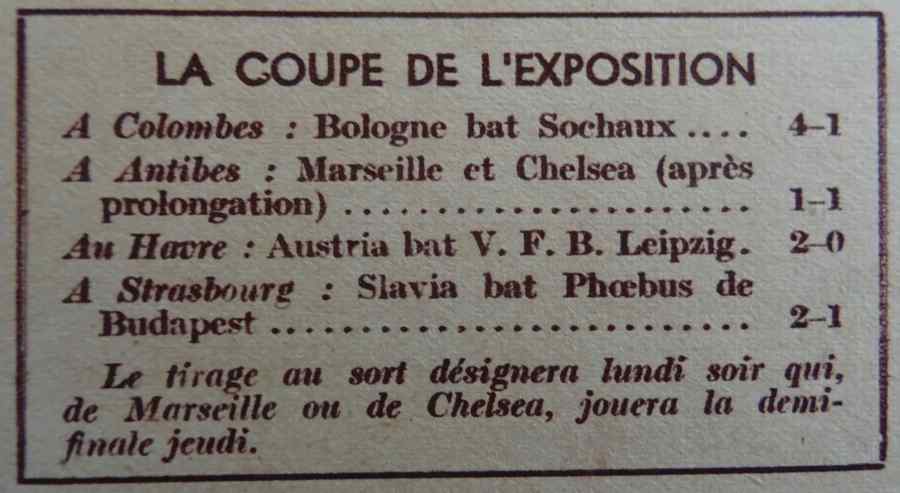 LA COUPE DE L'EXPOSITION
A Colombes : Bologne bat Sochaux .... 4-1
A Antibes : Marseille et Chelsea (après
prolongation) ........................ 1-1
Au Havre : Austria bat V. F. B. Leipzig. 2-0
A Strasbourg : Slavia bat Phœbus de
Budapest ............................ 2-1
Le tirage au sort désignera lundi soir qui,
de Marseille ou de Chelsea, jouera la demi-
finale jeudi.